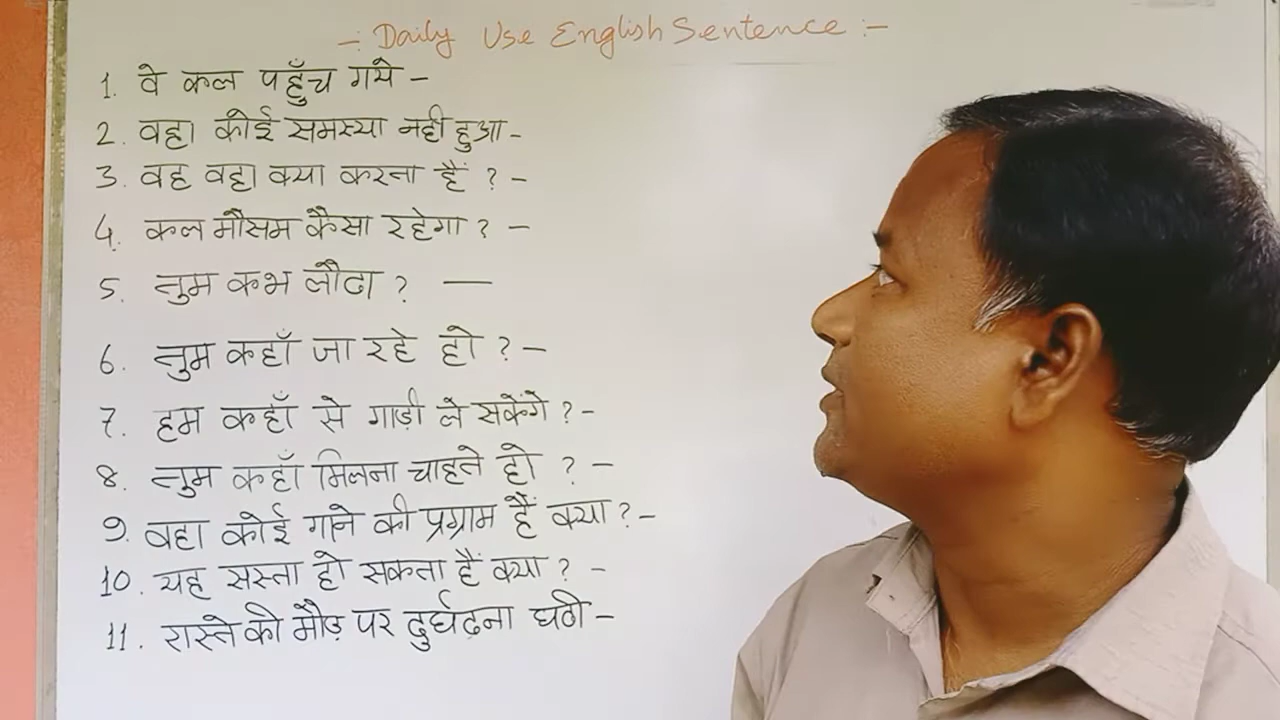 -: Daily Use English Sentence :-
1. वे कल पहुँच गये -
2. वहा कोई समस्या नही हुआ -
3. वह वहा क्या करना हैं ? -
4. कल मौसम कैसा रहेगा ? -
5. तुम कभ लौटा ? —
6. तुम कहाँ जा रहे हो ? -
7. हम कहाँ से गाड़ी ले सकेंगे ? -
8. तुम कहाँ मिलना चाहते हो ? -
9. वहा कोई गाने की प्रग्राम हैं क्या ? -
10. यह सस्ता हो सकता हैं क्या ? -
11. रास्ते की मौड़ पर दुर्घटना घटी -